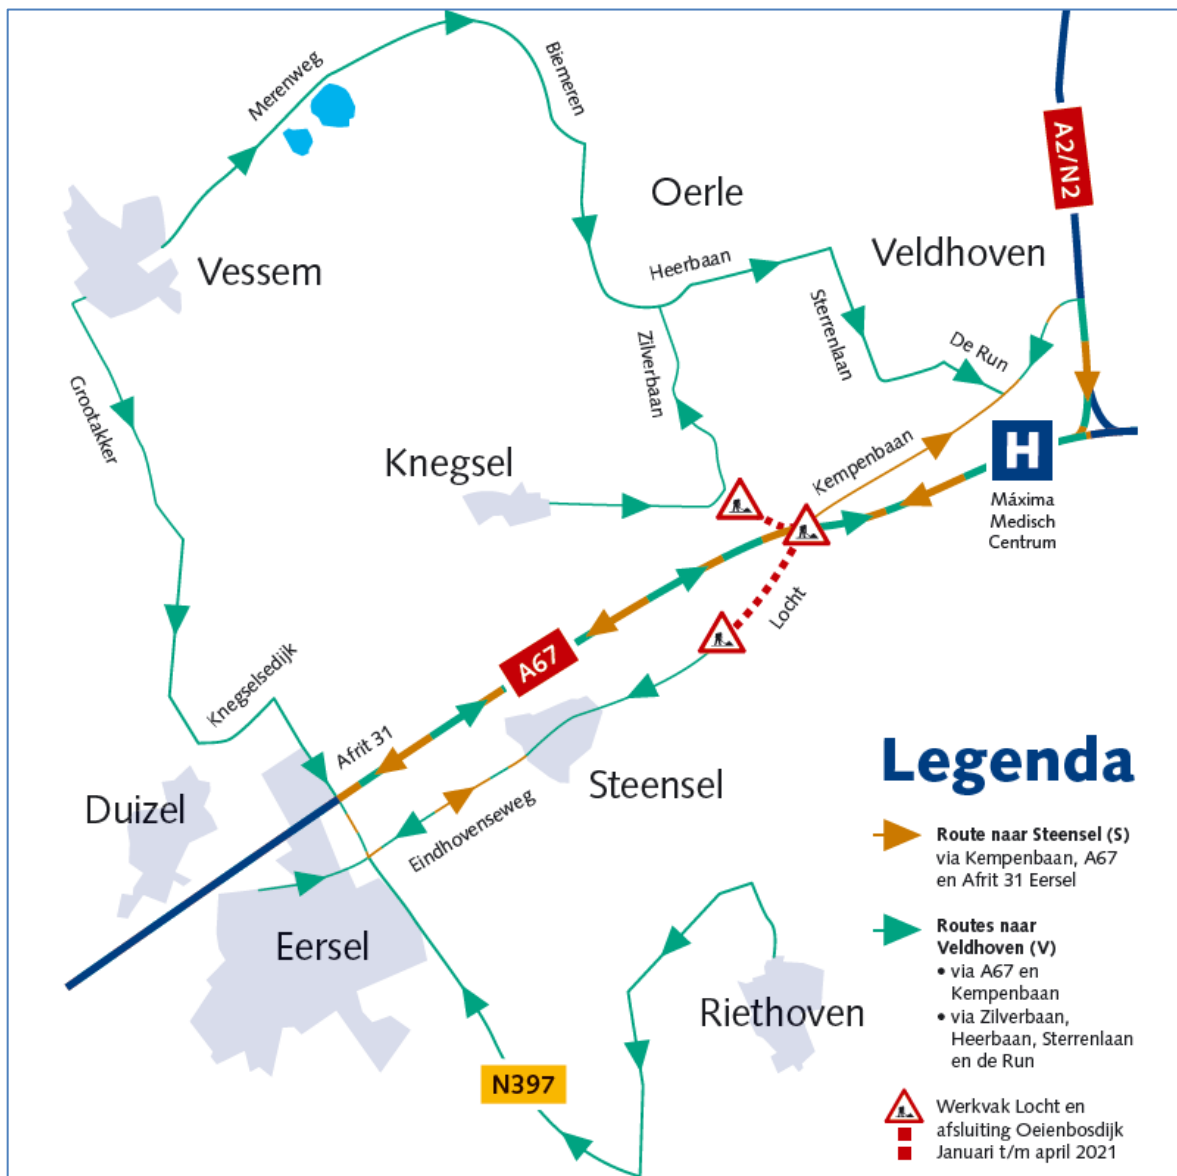 Merenweg
Biemeren
A2/N2
Oerle
Veldhoven
Vessem
Heerbaan
Sterrenlaan
Zilverbaan
De Run
Grootakker
Knegsel
Kempenbaan
H
Máxima
Medisch
Centrum
Locht
A67
Knegselsedijk
Afrit 31
Steensel
Duizel
Eindhovenseweg
Eersel
Riethoven
N397
Legenda
Route naar Steensel (S)
via Kempenbaan, A67
en Afrit 31 Eersel
Routes naar
Veldhoven (V)
• via A67 en
Kempenbaan
• via Zilverbaan,
Heerbaan, Sterrenlaan
en de Run
Werkvak Locht en
afsluiting Oeienbosdijk
Januari t/m april 2021